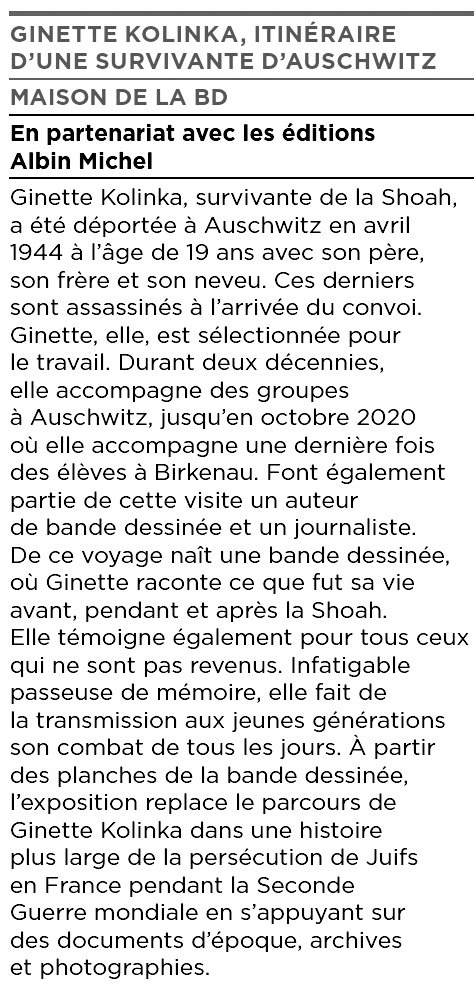 GINETTE KOLINKA, ITINÉRAIRE
D’UNE SURVIVANTE D’AUSCHWITZ
MAISON DE LA BD
En partenariat avec les éditions
Albin Michel
Ginette Kolinka, survivante de la Shoah,
a été déportée à Auschwitz en avril
1944 à l’âge de 19 ans avec son père,
son frère et son neveu. Ces derniers
sont assassinés à l’arrivée du convoi.
Ginette, elle, est sélectionnée pour
le travail. Durant deux décennies,
elle accompagne des groupes
à Auschwitz, jusqu’en octobre 2020
où elle accompagne une dernière fois
des élèves à Birkenau. Font également
partie de cette visite un auteur
de bande dessinée et un journaliste.
De ce voyage naît une bande dessinée,
où Ginette raconte ce que fut sa vie
avant, pendant et après la Shoah.
Elle témoigne également pour tous ceux
qui ne sont pas revenus. Infatigable
passeuse de mémoire, elle fait de
la transmission aux jeunes générations
son combat de tous les jours. À partir
des planches de la bande dessinée,
l’exposition replace le parcours de
Ginette Kolinka dans une histoire
plus large de la persécution de Juifs
en France pendant la Seconde
Guerre mondiale en s’appuyant sur
des documents d’époque, archives
et photographies.